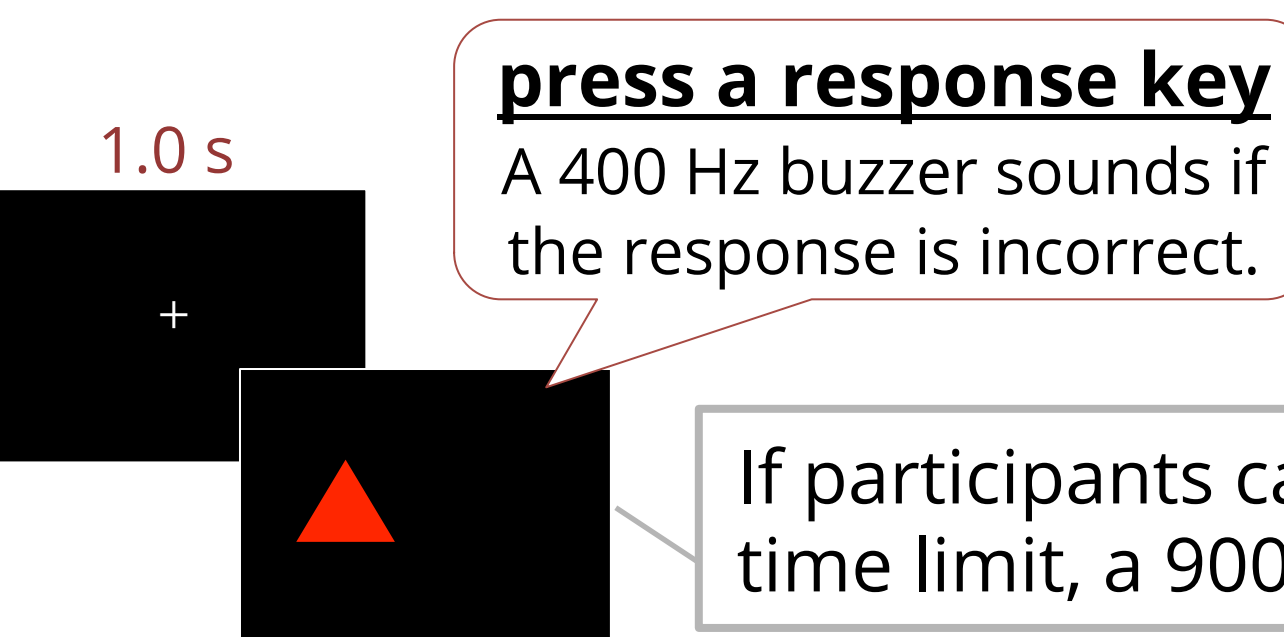 1.0 s
press a response key
A 400 Hz buzzer sounds if
the response is incorrect.
If participants
time limit, a 900